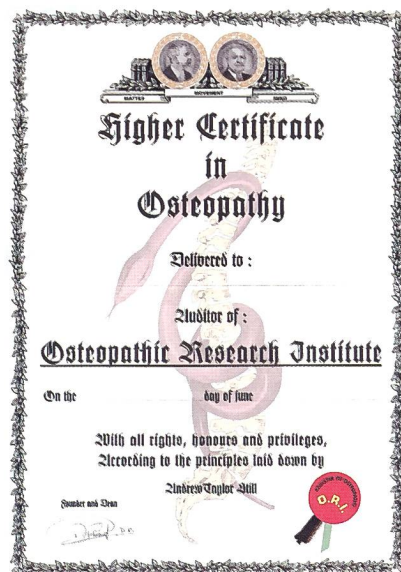 MATTER MOVEMENT MIND
Higher Certificate
in
Osteopathy
Delivered to :
Auditor of :
Osteopathic Research Institute
On the day of june
With all rights, honours and privileges,
According to the principles laid down by
Andrew Taylor Still
Founder and Dean
D.O.
O.R.I.